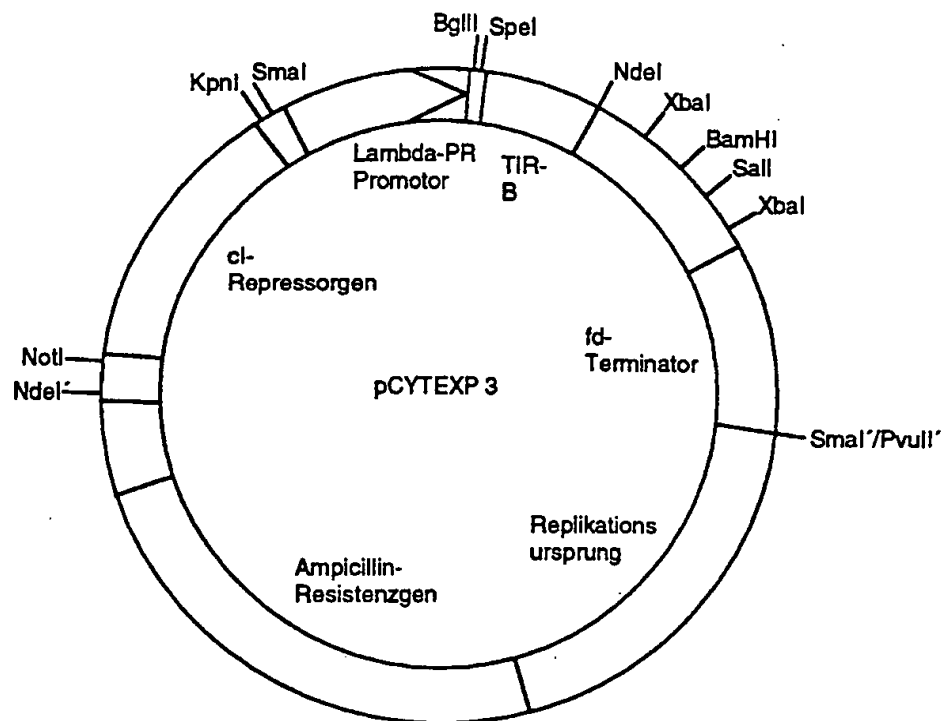 BglII
SpeI
KpnI
SmaI
NdeI
XbaI
BamHI
SalI
XbaI
Lambda-PR
Promotor
TIR-
B
cI-
Repressorgen
NotI
NdeI´
pCYTEXP 3
fd-
Terminator
SmaI´/PvuII´
Replikations
ursprung
Ampicillin-
Resistenzgen